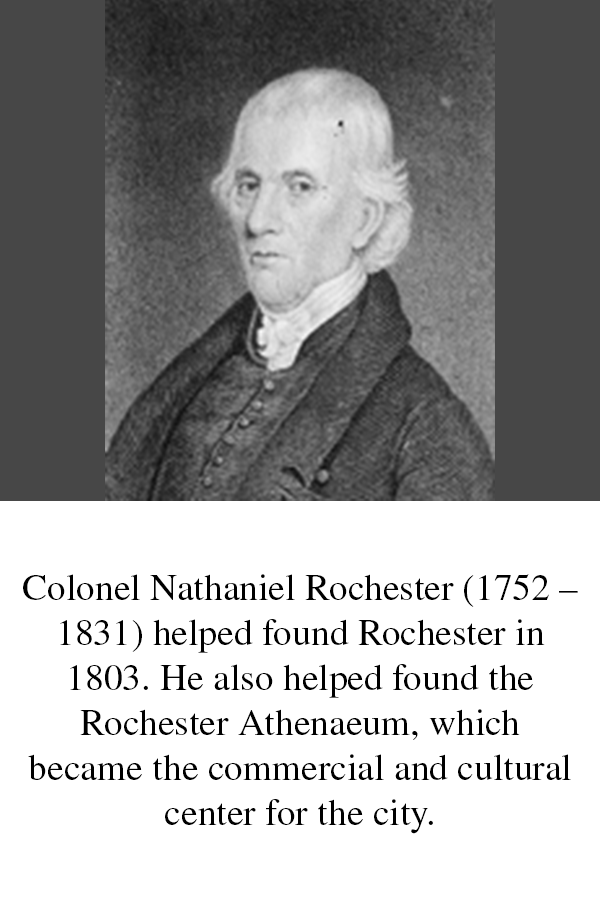 Colonel Nathaniel Rochester (1752 –
1831) helped found Rochester in
1803. He also helped found the
Rochester Athenaeum, which
became the commercial and cultural
center for the city.